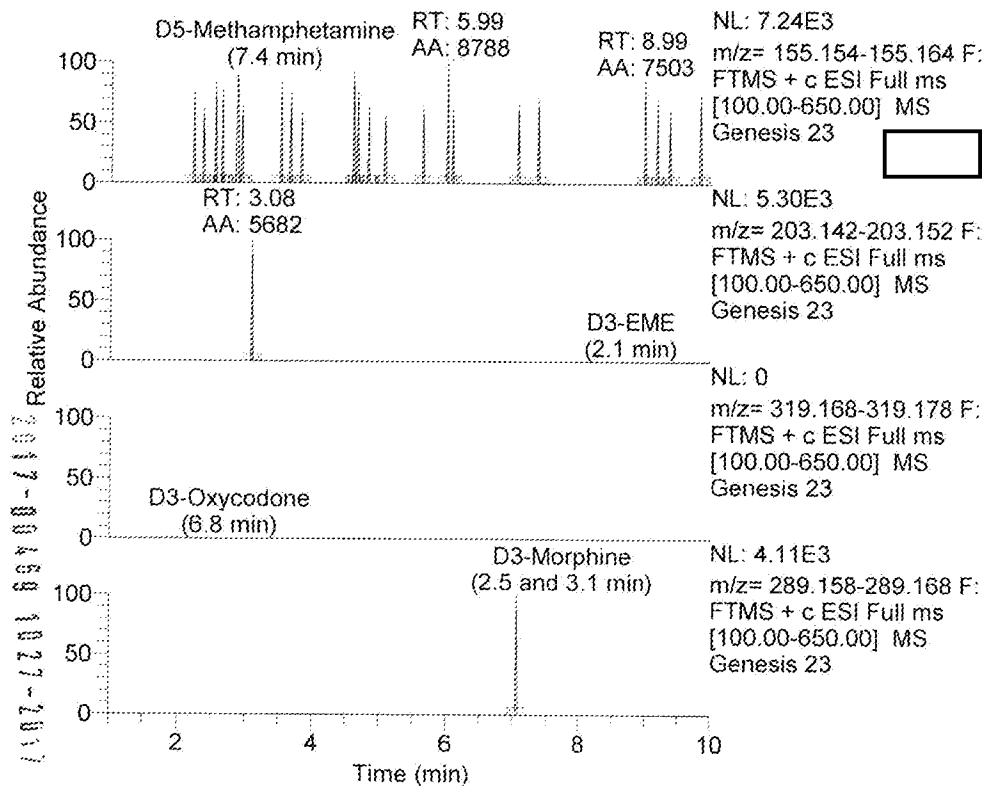 D5-Methamphetamine
(7.4 min)
RT: 5.99
AA: 8788
RT: 8.99
AA: 7503
100
50
0
NL: 7.24E3
m/z= 155.154-155.164 F:
FTMS + c ESI Full ms
[100.00-650.00] MS
Genesis 23
RT: 3.08
AA: 5682
100
50
0
D3-EME
(2.1 min)
NL: 5.30E3
m/z= 203.142-203.152 F:
FTMS + c ESI Full ms
[100.00-650.00] MS
Genesis 23
Relative Abundance
100
50
0
D3-Oxycodone
(6.8 min)
NL: 0
m/z= 319.168-319.178 F:
FTMS + c ESI Full ms
[100.00-650.00] MS
Genesis 23
D3-Morphine
(2.5 and 3.1 min)
100
50
0
NL: 4.11E3
m/z= 289.158-289.168 F:
FTMS + c ESI Full ms
[100.00-650.00] MS
Genesis 23
2
4
6
8
10
Time (min)